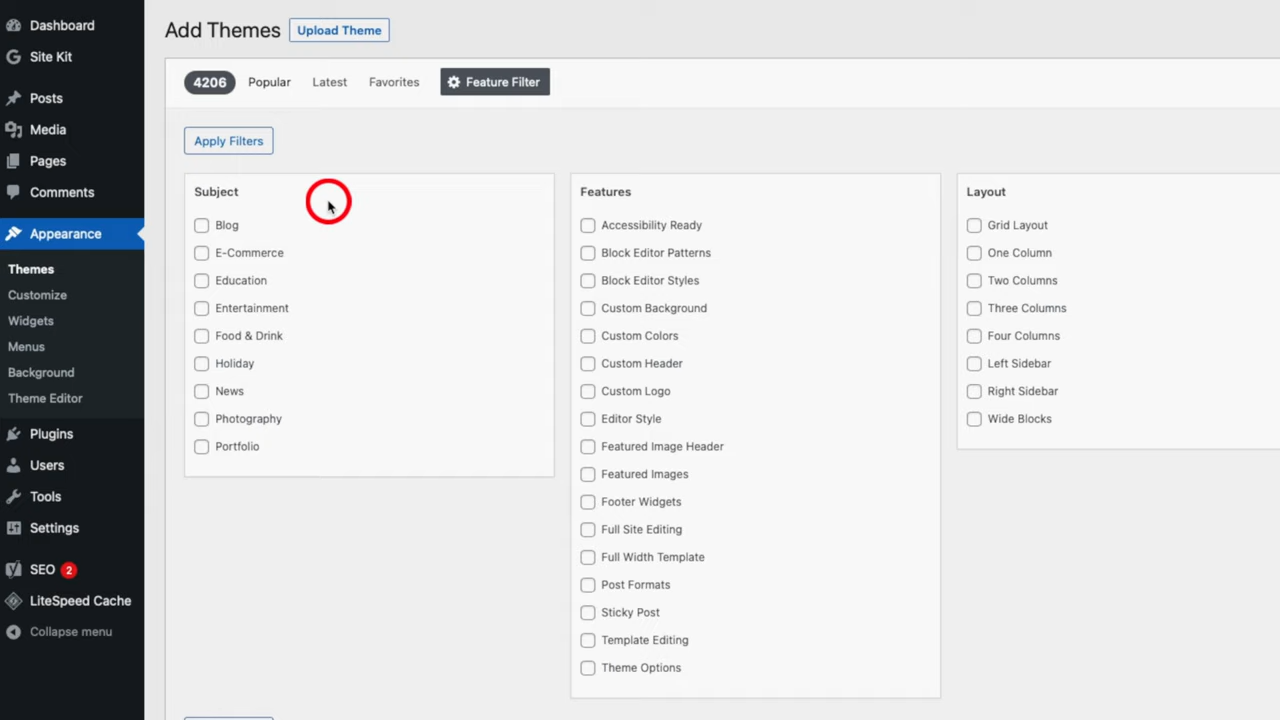 Dashboard
Site Kit
Posts
Media
Pages
Comments
Appearance
Themes
Customize
Widgets
Menus
Background
Theme Editor
Plugins
Users
Tools
Settings
SEO 2
LiteSpeed Cache
Collapse menu
Add Themes Upload Theme
4206 Popular Latest Favorites Feature Filter
Apply Filters
Subject
Blog
E-Commerce
Education
Entertainment
Food & Drink
Holiday
News
Photography
Portfolio
Features
Accessibility Ready
Block Editor Patterns
Block Editor Styles
Custom Background
Custom Colors
Custom Header
Custom Logo
Editor Style
Featured Image Header
Featured Images
Footer Widgets
Full Site Editing
Full Width Template
Post Formats
Sticky Post
Template Editing
Theme Options
Layout
Grid Layout
One Column
Two Columns
Three Columns
Four Columns
Left Sidebar
Right Sidebar
Wide Blocks